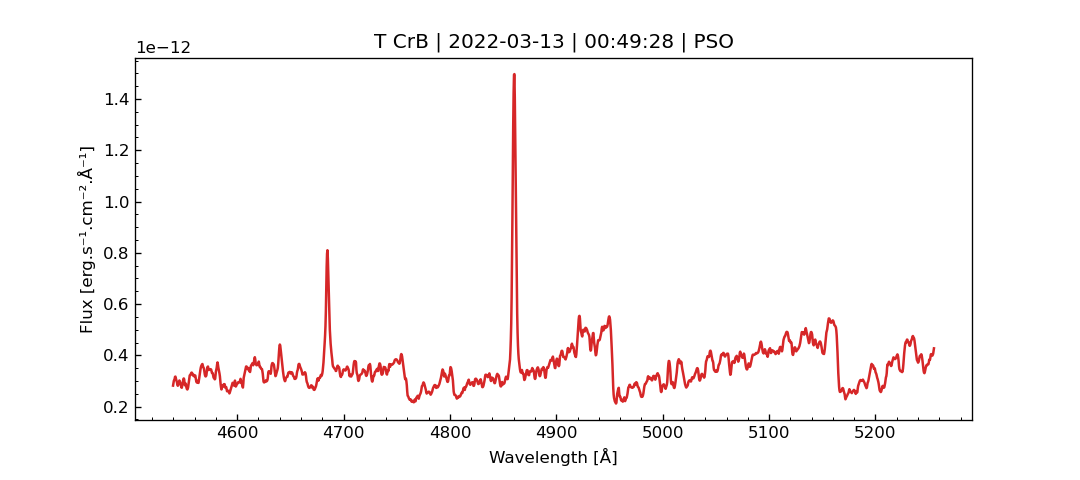 T CrB | 2022-03-13 | 00:49:28 | PSO
1e−12
1.4
1.2
1.0
0.8
0.6
0.4
0.2
Flux [erg.s⁻¹.cm⁻².Å⁻¹]
4600 4700 4800 4900 5000 5100 5200
Wavelength [Å]